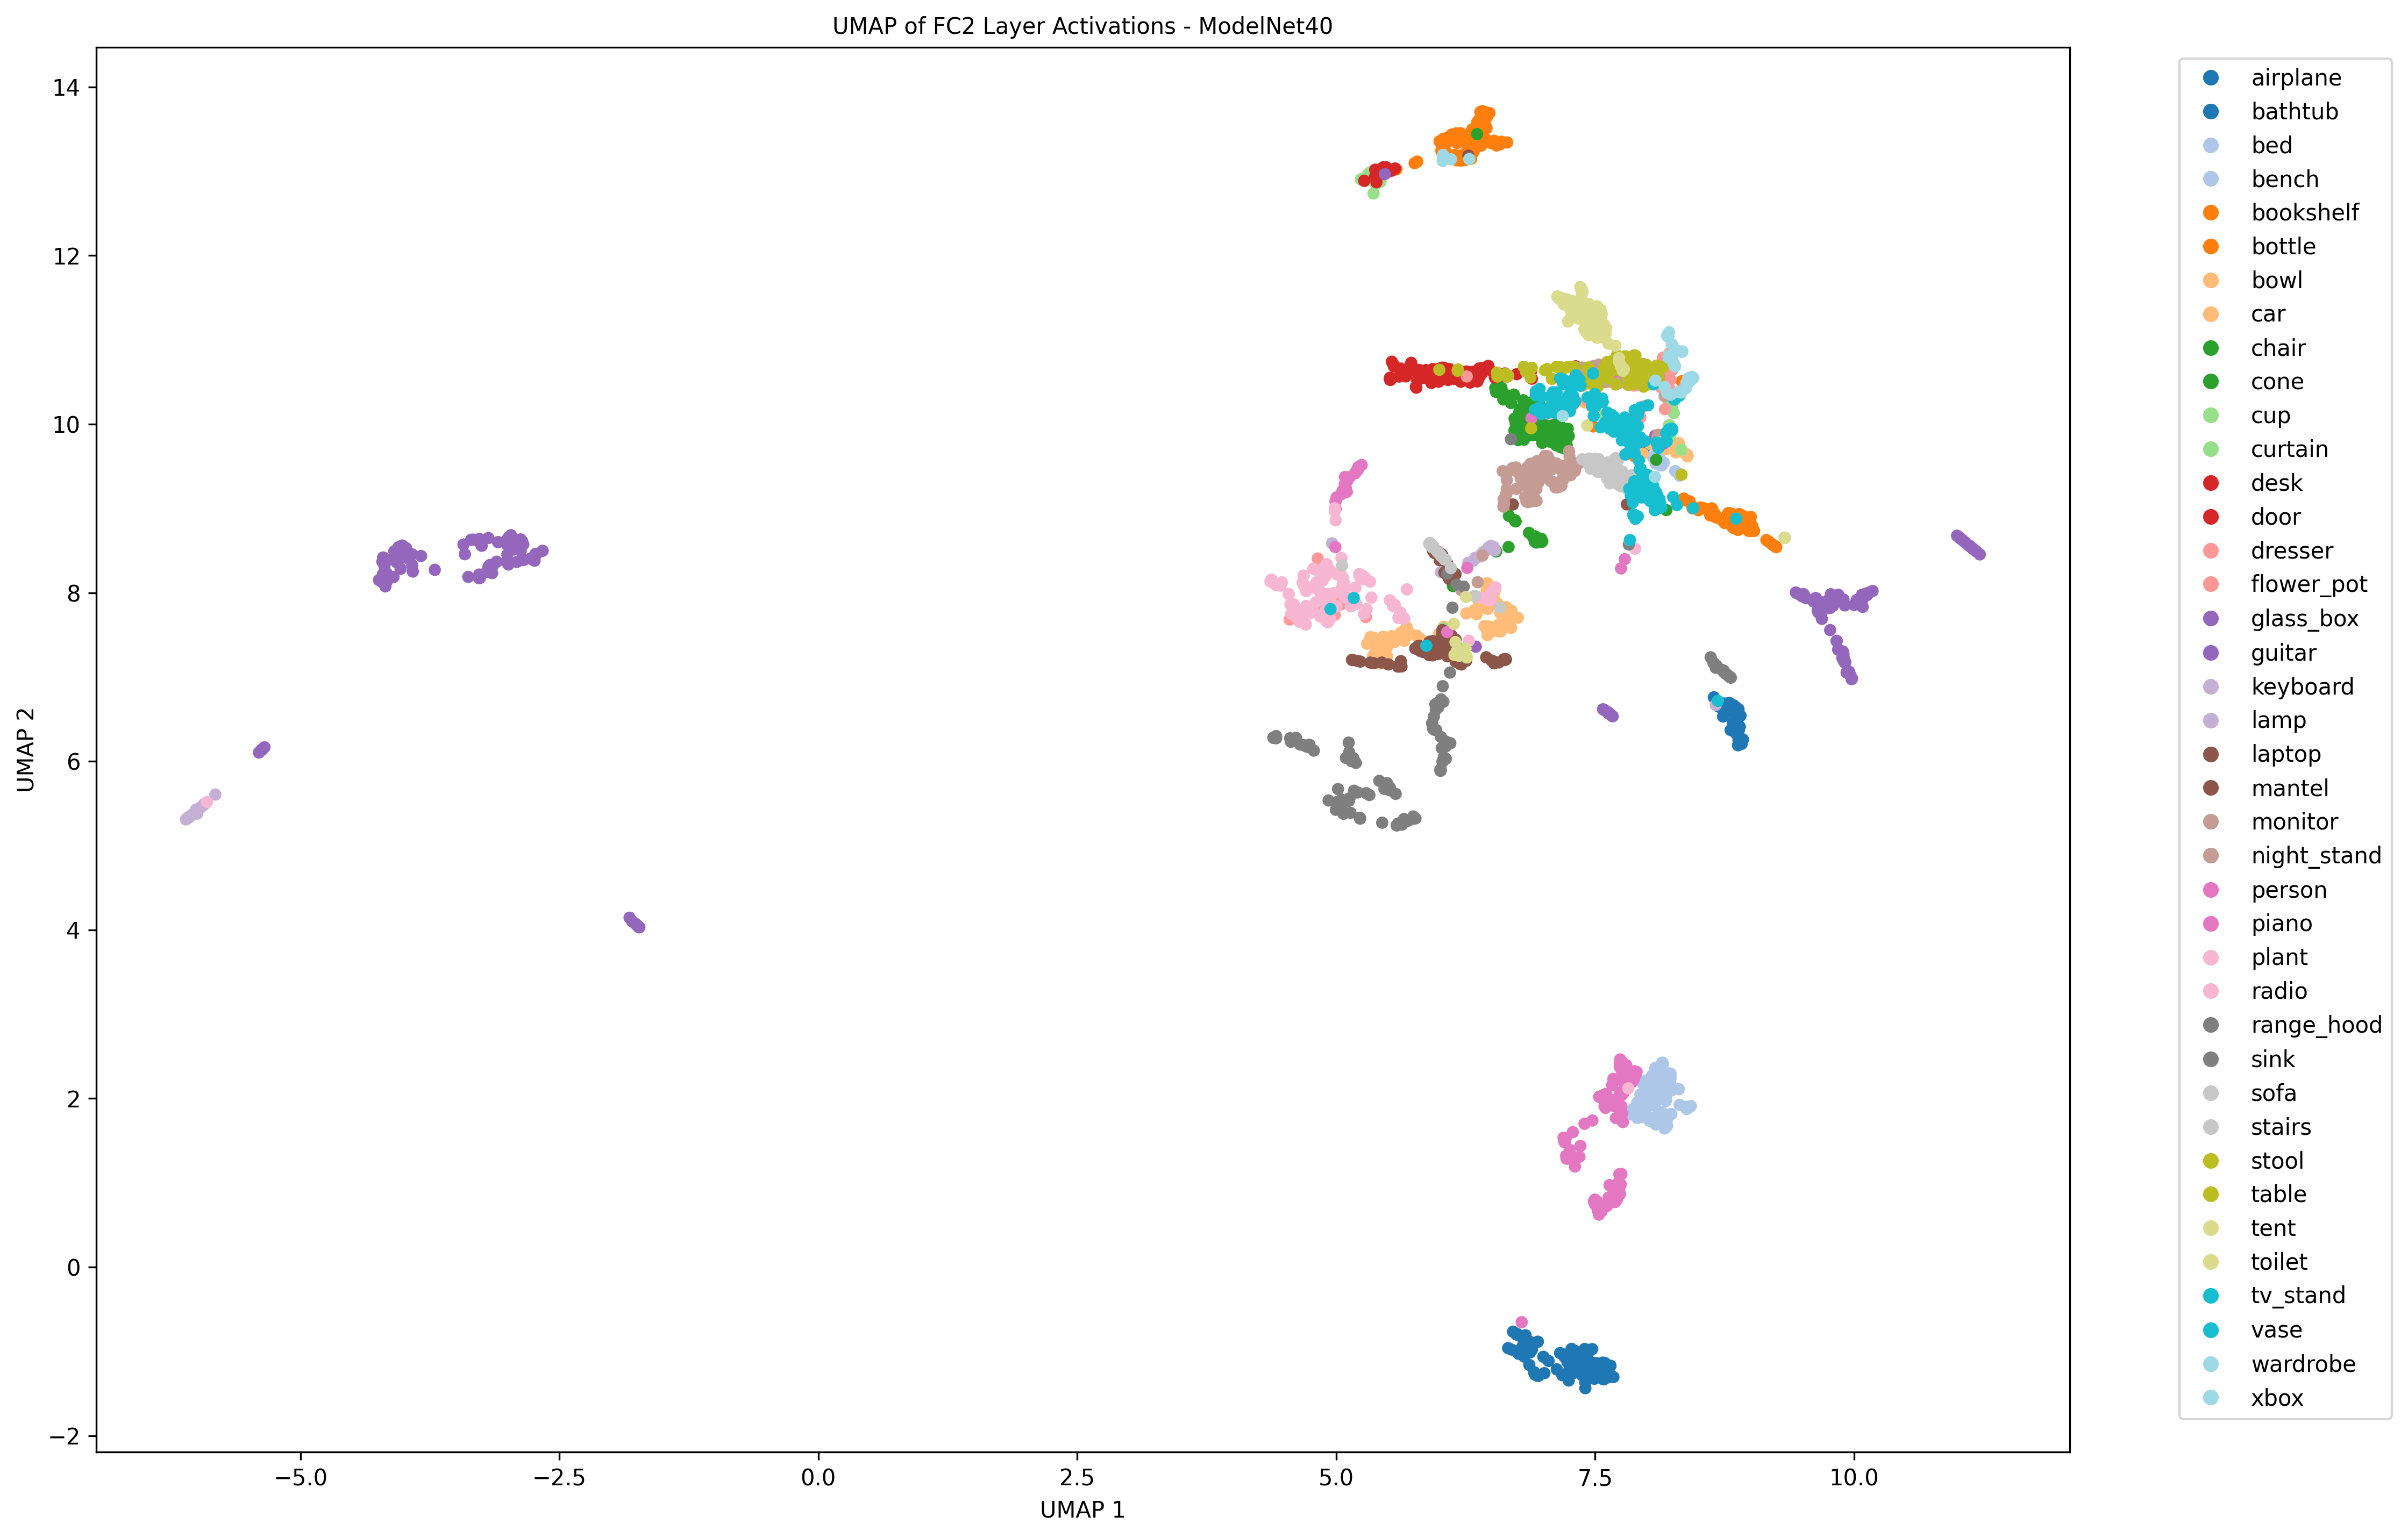 UMAP of FC2 Layer Activations - ModelNet40
14
12
10
8
6
4
2
0
−2
UMAP 2
−5.0
−2.5
0.0
2.5
5.0
7.5
10.0
UMAP 1
airplane
bathtub
bed
bench
bookshelf
bottle
bowl
car
chair
cone
cup
curtain
desk
door
dresser
flower_pot
glass_box
guitar
keyboard
lamp
laptop
mantel
monitor
night_stand
person
piano
plant
radio
range_hood
sink
sofa
stairs
stool
table
tent
toilet
tv_stand
vase
wardrobe
xbox